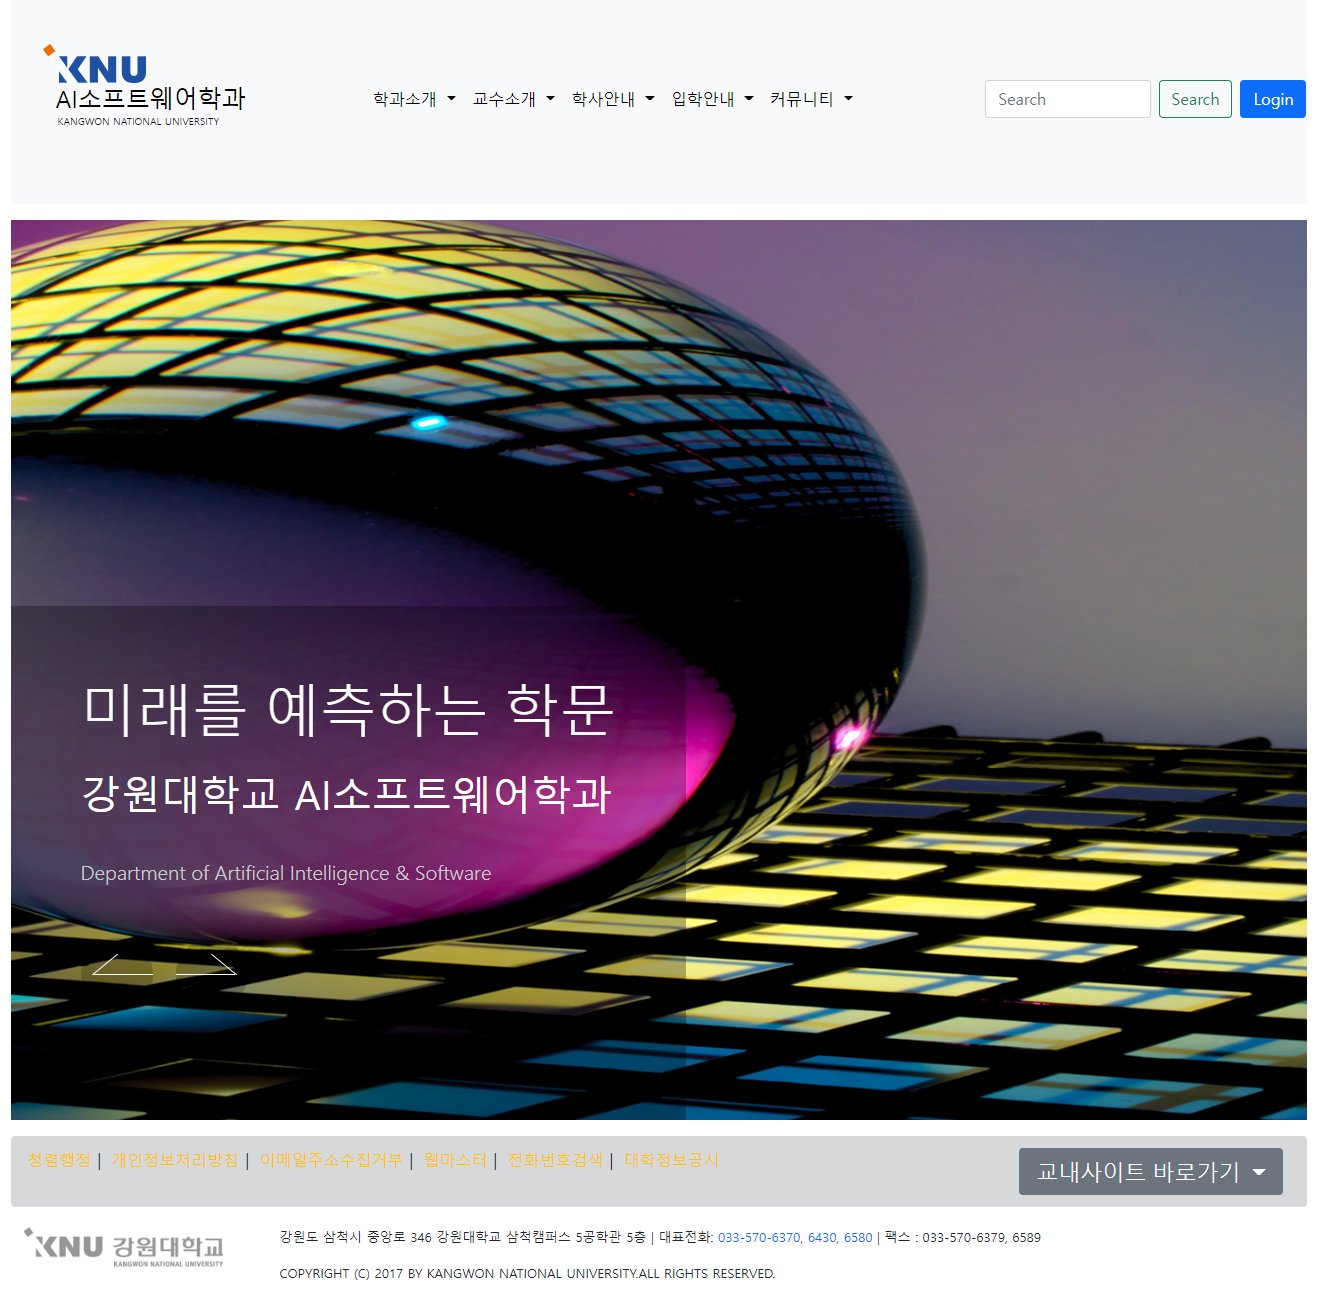 KNU
AI소프트웨어학과
KANGWON NATIONAL UNIVERSITY
학과소개 교수소개 학사안내 입학안내 커뮤니티
Search Search Login
미래를 예측하는 학문
강원대학교 AI소프트웨어학과
Department of Artificial Intelligence & Software
청렴행정 | 개인정보처리방침 | 이메일주소수집거부 | 웹마스터 | 전화번호검색 | 대학정보공시
교내사이트 바로가기
KNU 강원대학교
KANGWON NATIONAL UNIVERSITY
강원도 삼척시 중앙로 346 강원대학교 삼척캠퍼스 5공학관 5층 | 대표전화: 033-570-6370, 6430, 6580 | 팩스 : 033-570-6379, 6589
COPYRIGHT (C) 2017 BY KANGWON NATIONAL UNIVERSITY.ALL RIGHTS RESERVED.